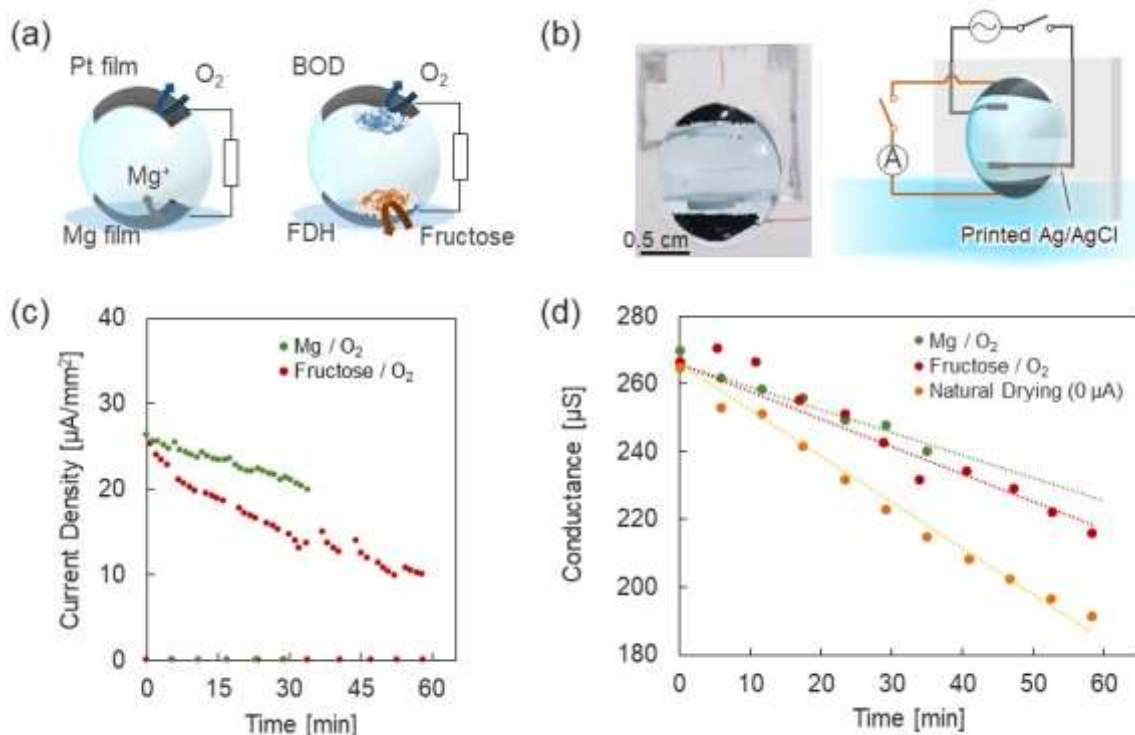 (a)
Pt film
O2
Mg+
Mg film
BOD
O2
FDH
Fructose
(b)
0.5 cm
A
Printed Ag/AgCl
(c)
40
30
20
10
0
Current Density [µA/mm²]
Mg / O2
Fructose / O2
0 15 30 45 60
Time [min]
(d)
280
260
240
220
200
180
Conductance [µS]
Mg / O2
Fructose / O2
Natural Drying (0 µA)
0 10 20 30 40 50 60
Time [min]